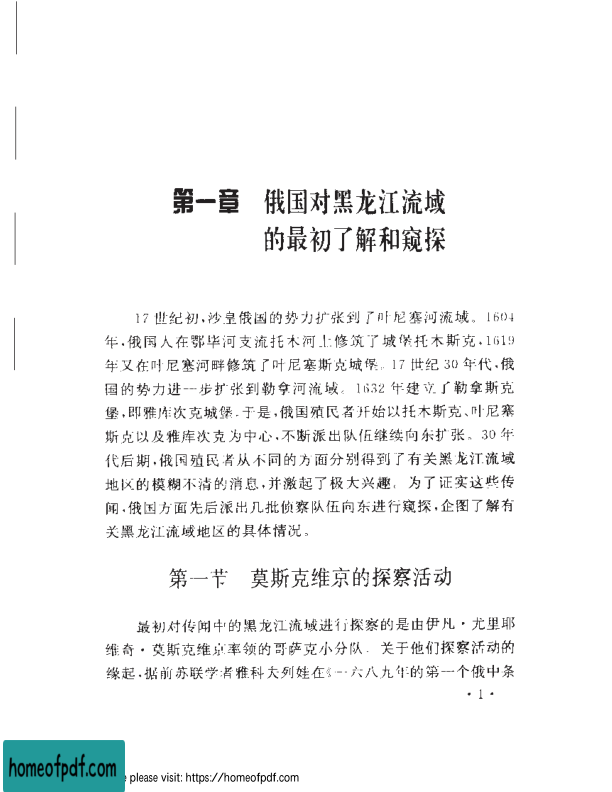 第一章 俄国对黑龙江流域
的最初了解和窥探
17世纪初,沙皇俄国的势力扩张到了叶尼塞河流域。1604
年,俄国人在鄂毕河支流托木河上修筑了城堡托木斯克,1619
年又在叶尼塞河畔修筑了叶尼塞斯克城堡。17世纪30年代,俄
国的势力进一步扩张到勒拿河流域。1632年建立了勒拿斯克
堡,即雅库次克城堡。于是,俄国殖民者开始以托木斯克、叶尼塞
斯克以及雅库次克为中心,不断派出队伍继续向东扩张。30年
代后期,俄国殖民者从不同的方面分别得到了有关黑龙江流域
地区的模糊不清的消息,并激起了极大兴趣。为了证实这些传
闻,俄国方面先后派出几批侦察队伍向东进行窥探,企图了解有
关黑龙江流域地区的具体情况。
第一节 莫斯克维京的探察活动
最初对传闻中的黑龙江流域进行探察的是由伊凡·尤里耶
维奇·莫斯克维京率领的哥萨克小分队。关于他们探察活动的
缘起,据前苏联学者雅科夫列娃在《一六八九年的第一个俄中条
·1·
homeofpdf.com
please visit: https://homeofpdf.com